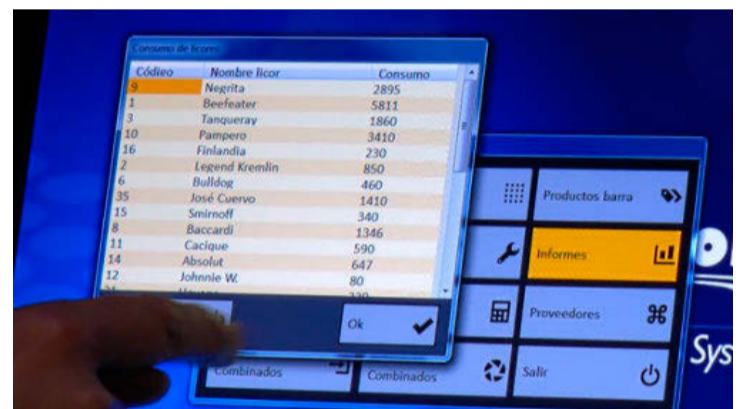 Consumo de licores
Código Nombre licor Consumo
9 Negrita 2895
1 Beefeater 5811
3 Tanqueray 1860
10 Pampero 3410
16 Finlandia 230
2 Legend Kremlin 850
6 Bulldog 460
35 José Cuervo 1410
15 Smirnoff 340
8 Baccardi 1346
11 Cacique 590
14 Absolut 647
12 Johnnie W. 80
Ok
Productos barra
Informes
Proveedores
Combinados
Combinados
Salir
Sys